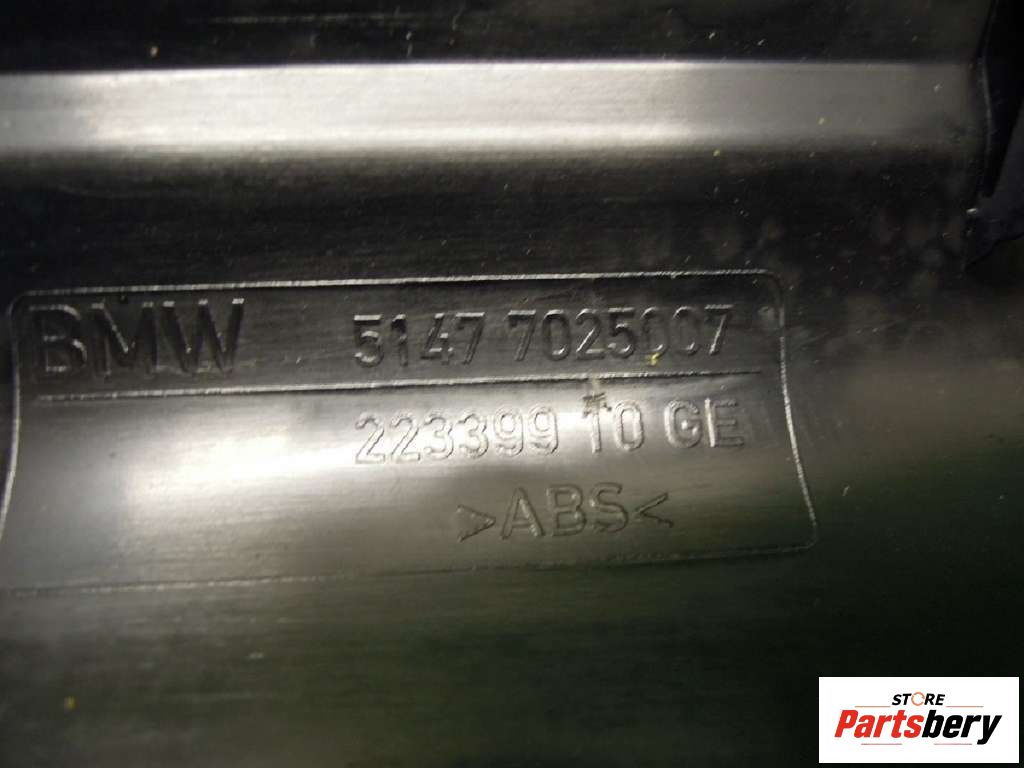 BMW 5147 7025007
223399 10 GE
>ABS<
STORE
Partsbery